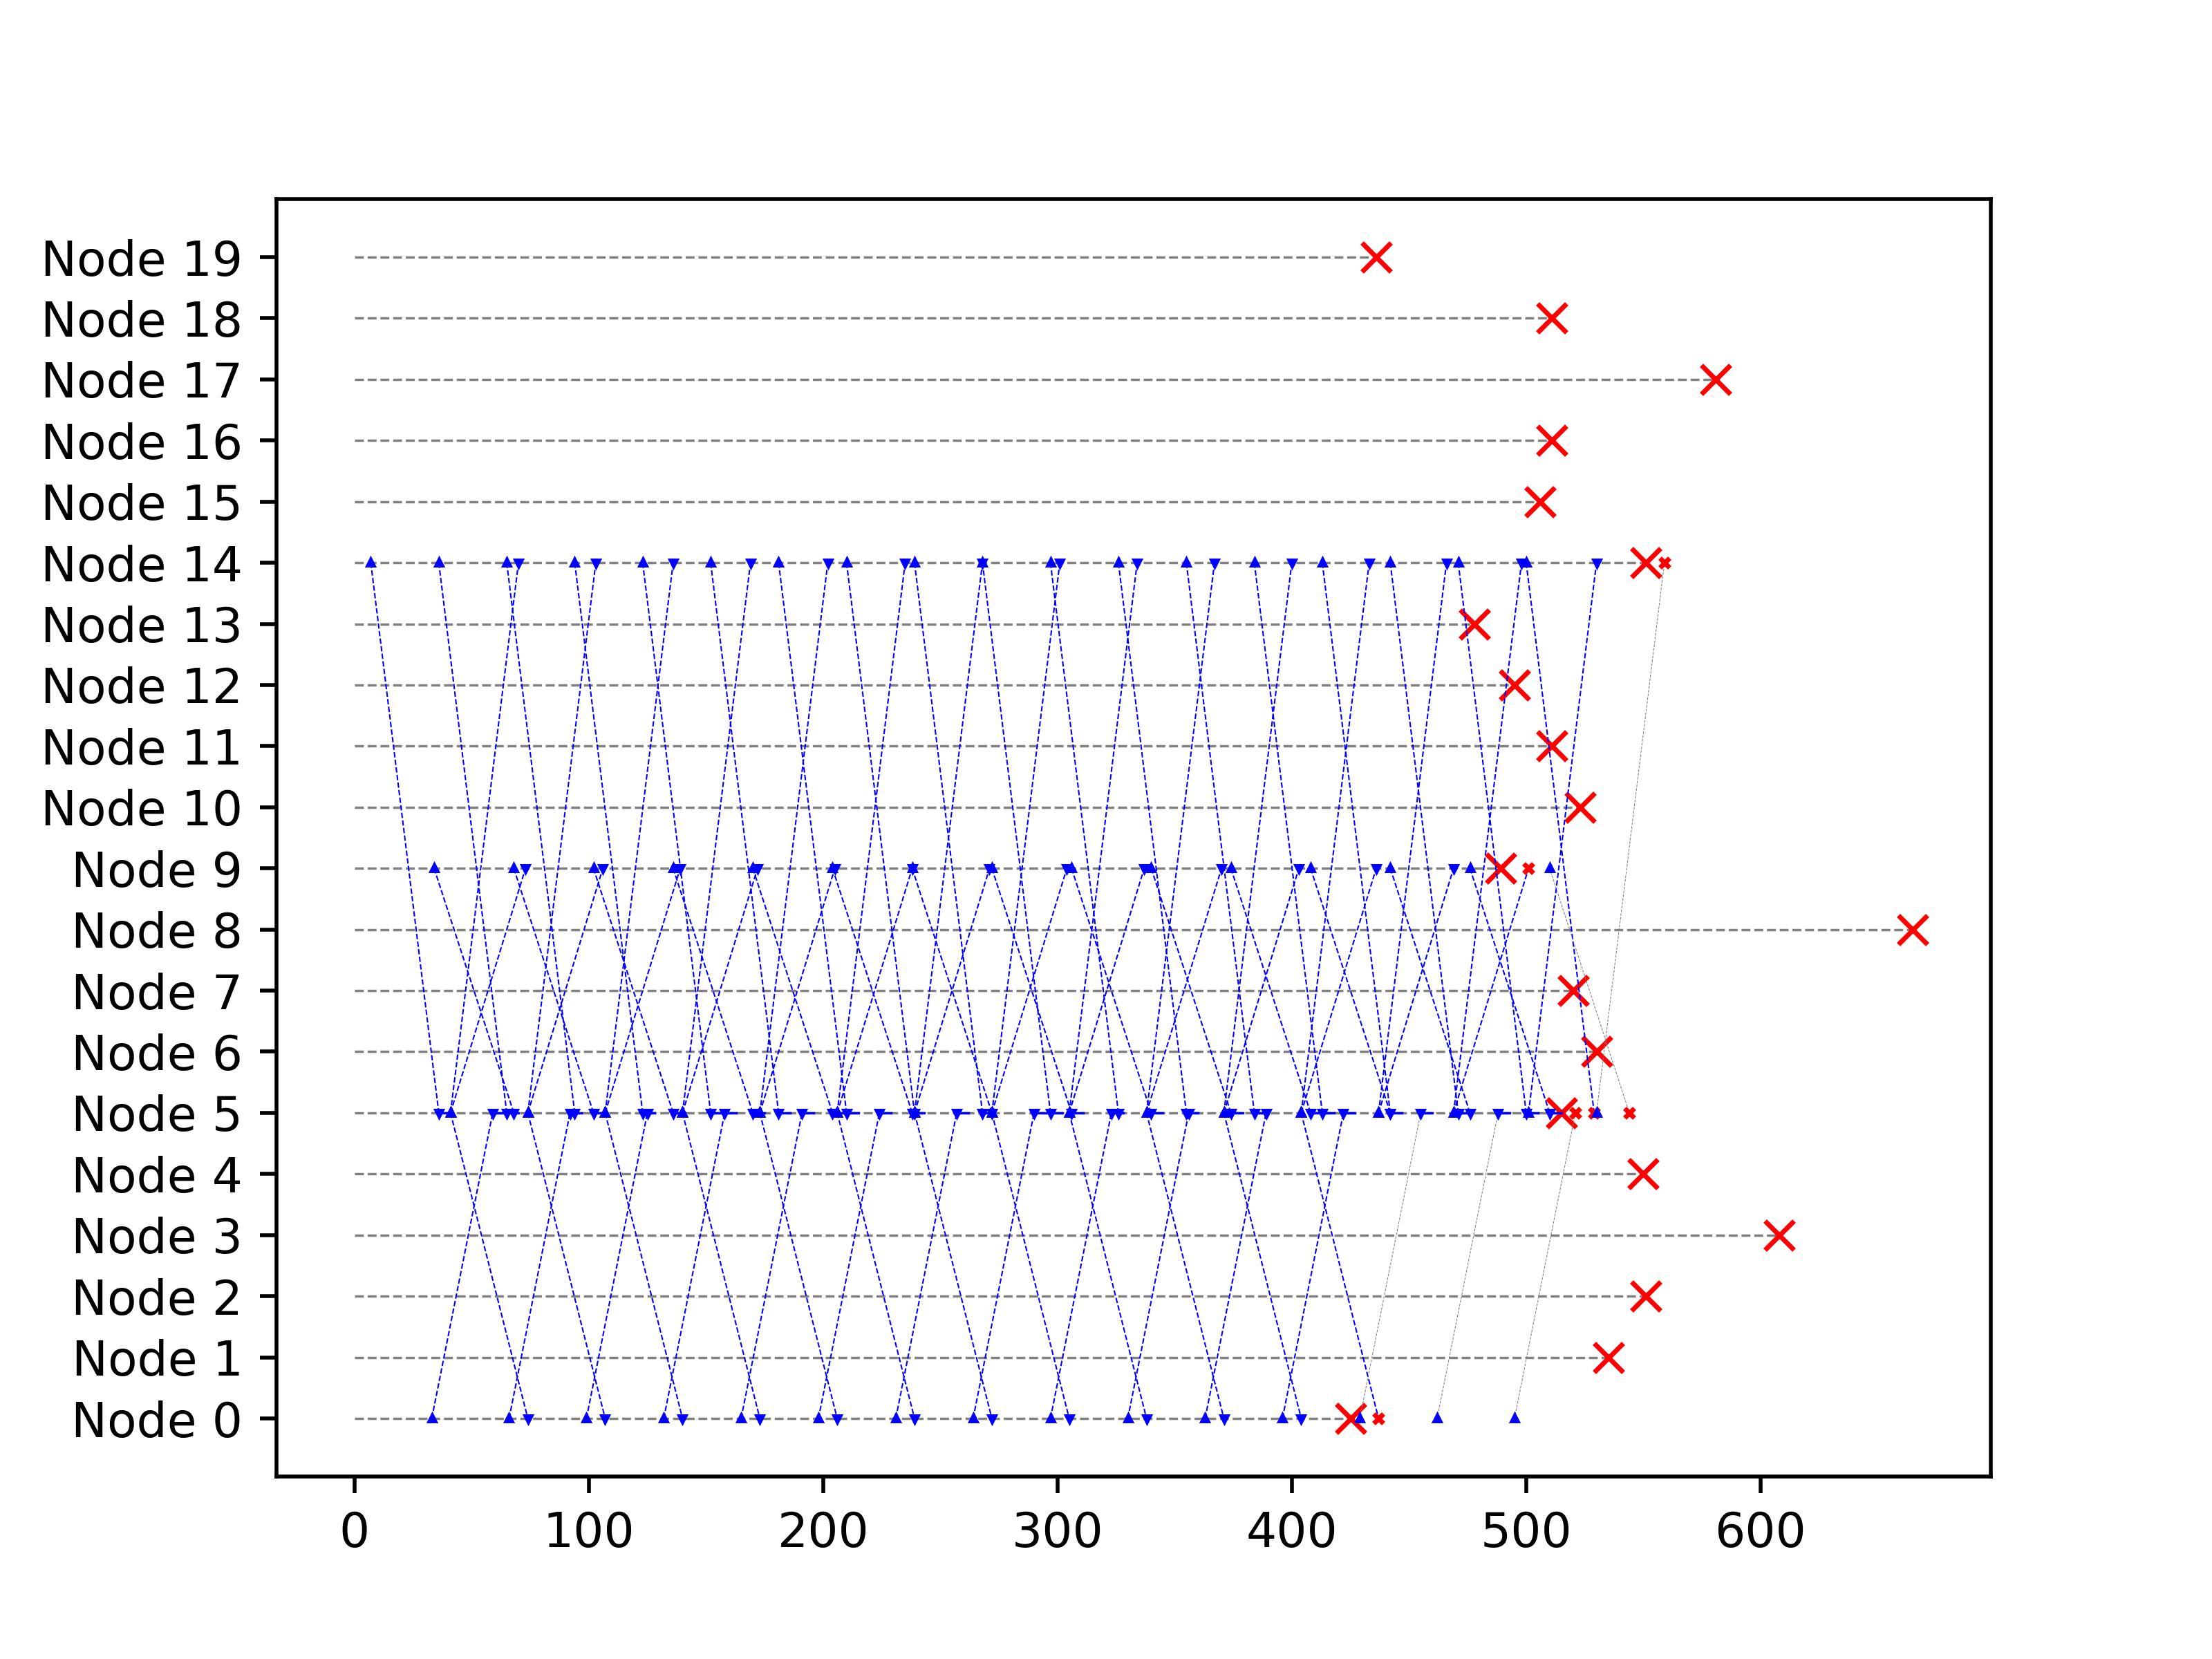 Node 19
Node 18
Node 17
Node 16
Node 15
Node 14
Node 13
Node 12
Node 11
Node 10
Node 9
Node 8
Node 7
Node 6
Node 5
Node 4
Node 3
Node 2
Node 1
Node 0
0 100 200 300 400 500 600